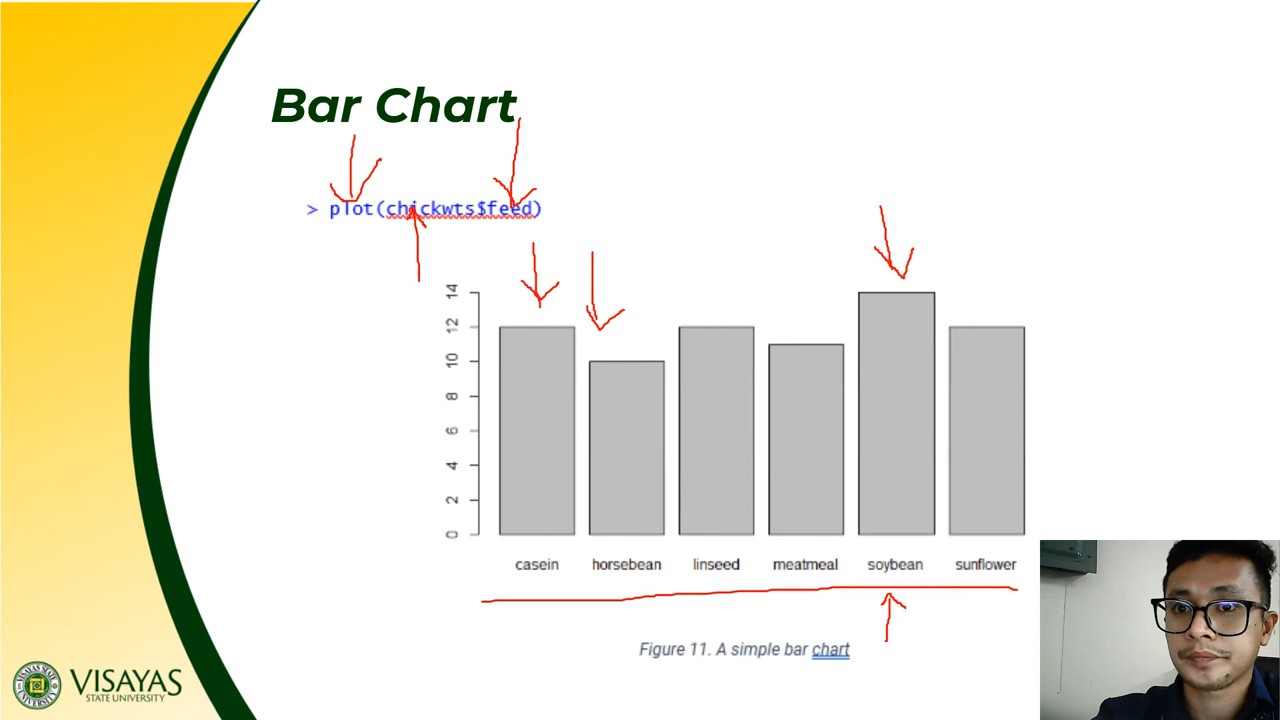 Bar Chart
> plot(chickwts$feed)
14
12
10
8
6
4
2
0
casein horsebean linseed meatmeal soybean sunflower
Figure 11. A simple bar chart
VISAYAS
STATE UNIVERSITY